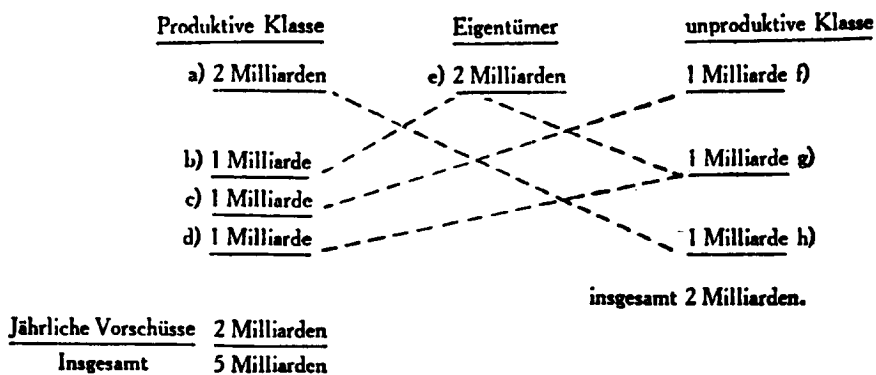 Produktive Klasse Eigentümer unproduktive Klasse
a) 2 Milliarden e) 2 Milliarden 1 Milliarde f)
b) 1 Milliarde 1 Milliarde g)
c) 1 Milliarde
d) 1 Milliarde 1 Milliarde h)
insgesamt 2 Milliarden.
Jährliche Vorschüsse 2 Milliarden
Insgesamt 5 Milliarden